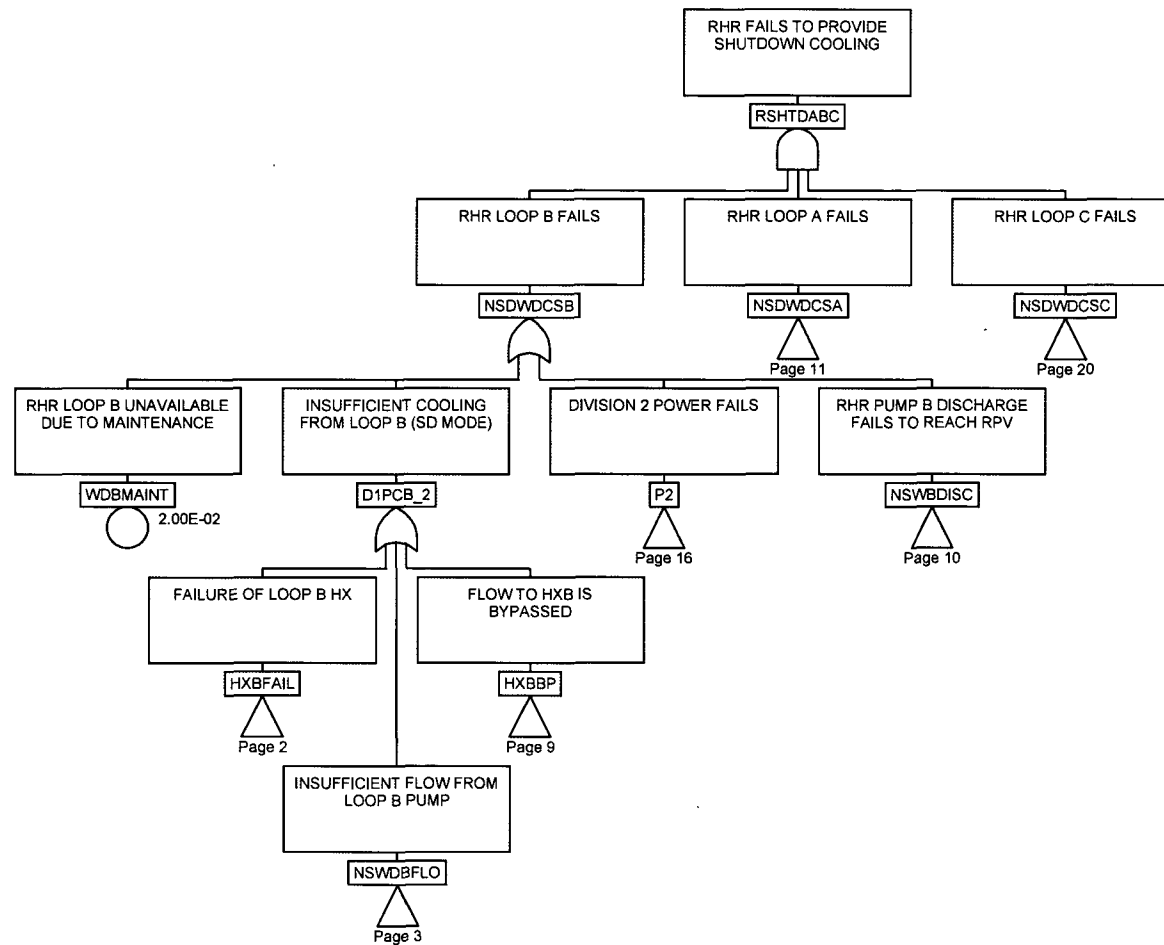 RHR FAILS TO PROVIDE
SHUTDOWN COOLING
RSHTDABC
RHR LOOP B FAILS
RHR LOOP A FAILS
RHR LOOP C FAILS
NSDWDCSB
NSDWDCSA
NSDWDCSC
Page 11
Page 20
RHR LOOP B UNAVAILABLE
DUE TO MAINTENANCE
INSUFFICIENT COOLING
FROM LOOP B (SD MODE)
DIVISION 2 POWER FAILS
RHR PUMP B DISCHARGE
FAILS TO REACH RPV
WDBMAINT
D1PCB_2
P2
NSWBDISC
2.00E-02
Page 16
Page 10
FAILURE OF LOOP B HX
FLOW TO HXB IS
BYPASSED
HXBFAIL
HXBBP
Page 2
Page 9
INSUFFICIENT FLOW FROM
LOOP B PUMP
NSWDBFLO
Page 3